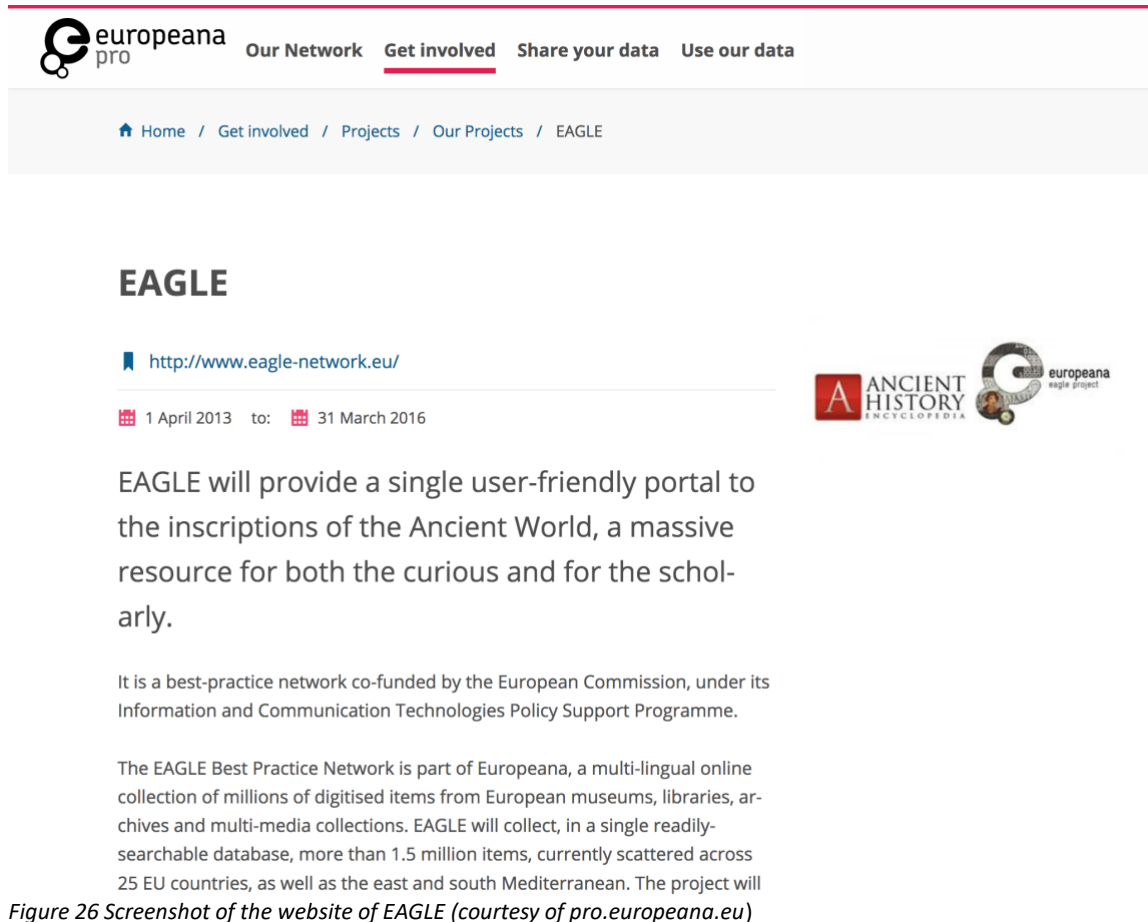 europeana
pro
Our Network Get involved Share your data Use our data
Home / Get involved / Projects / Our Projects / EAGLE
EAGLE
http://www.eagle-network.eu/
1 April 2013 to: 31 March 2016
A ANCIENT
HISTORY
ENCYCLOPEDIA
europeana
eagle project
EAGLE will provide a single user-friendly portal to
the inscriptions of the Ancient World, a massive
resource for both the curious and for the schol-
arly.
It is a best-practice network co-funded by the European Commission, under its
Information and Communication Technologies Policy Support Programme.
The EAGLE Best Practice Network is part of Europeana, a multi-lingual online
collection of millions of digitised items from European museums, libraries, ar-
chives and multi-media collections. EAGLE will collect, in a single readily-
searchable database, more than 1.5 million items, currently scattered across
25 EU countries, as well as the east and south Mediterranean. The project will
Figure 26 Screenshot of the website of EAGLE (courtesy of pro.europeana.eu)